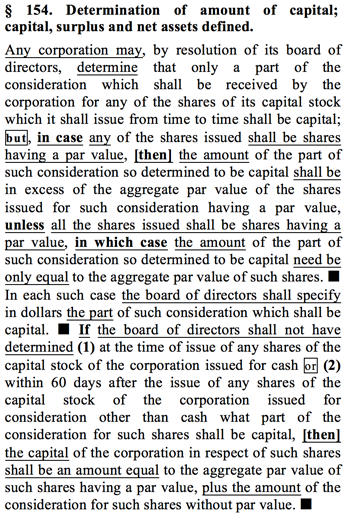 § 154. Determination of amount of capital;
capital, surplus and net assets defined.
Any corporation may, by resolution of its board of
directors, determine that only a part of the
consideration which shall be received by the
corporation for any of the shares of its capital stock
which it shall issue from time to time shall be capital;
but, in case any of the shares issued shall be shares
having a par value, [then] the amount of the part of
such consideration so determined to be capital shall be
in excess of the aggregate par value of the shares
issued for such consideration having a par value,
unless all the shares issued shall be shares having a
par value, in which case the amount of the part of
such consideration so determined to be capital need be
only equal to the aggregate par value of such shares. ■
In each such case the board of directors shall specify
in dollars the part of such consideration which shall be
capital. ■ If the board of directors shall not have
determined (1) at the time of issue of any shares of the
capital stock of the corporation issued for cash or (2)
within 60 days after the issue of any shares of the
capital stock of the corporation issued for
consideration other than cash what part of the
consideration for such shares shall be capital, [then]
the capital of the corporation in respect of such shares
shall be an amount equal to the aggregate par value of
such shares having a par value, plus the amount of the
consideration for such shares without par value. ■